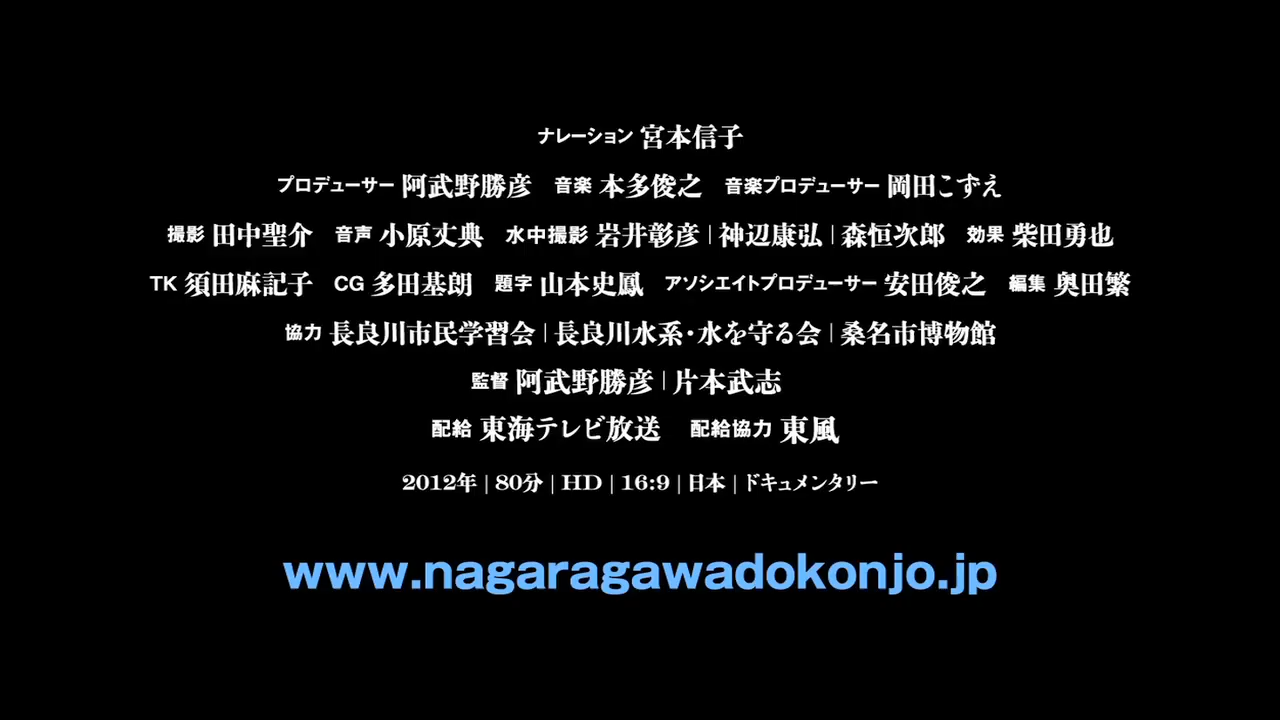 ナレーション 宮本信子
プロデューサー 阿武野勝彦　音楽 本多俊之　音楽プロデューサー 岡田こずえ
撮影 田中聖介　音声 小原丈典　水中撮影 岩井彰彦 | 神辺康弘 | 森恒次郎　効果 柴田勇也
TK 須田麻記子　CG 多田基朗　題字 山本史鳳　アソシエイトプロデューサー 安田俊之　編集 奥田繁
協力 長良川市民学習会 | 長良川水系・水を守る会 | 桑名市博物館
監督 阿武野勝彦 | 片本武志
配給 東海テレビ放送　配給協力 東風
2012年 | 80分 | HD | 16:9 | 日本 | ドキュメンタリー
www.nagaragawadokonjo.jp